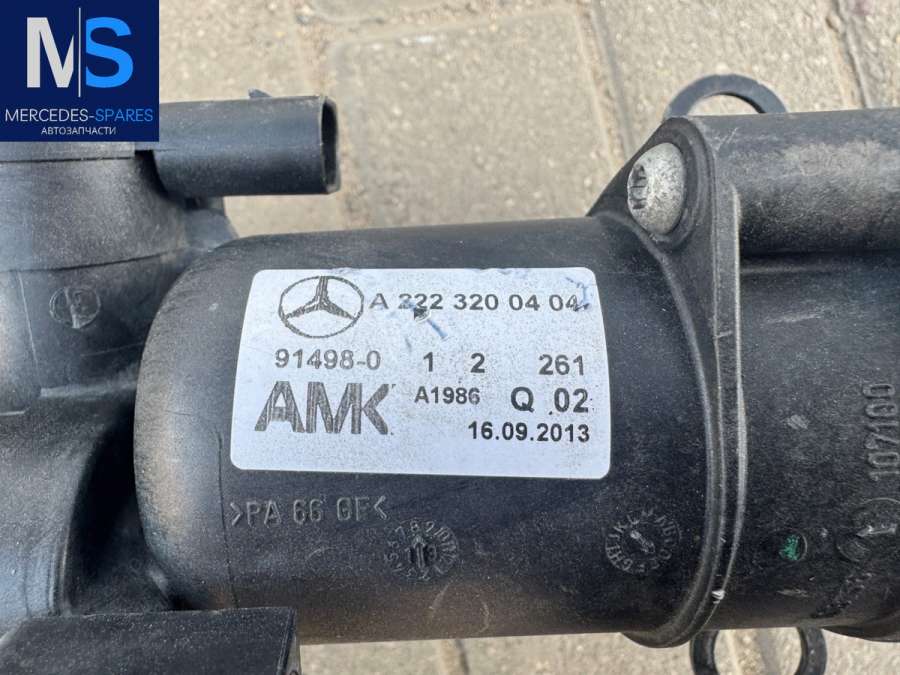 MS
MERCEDES-SPARES
АВТОЗАПЧАСТИ
A 222 320 04 04
91498-0 1 2 261
AMK A1986 Q 02
16.09.2013
>PA 66 GF<
107100